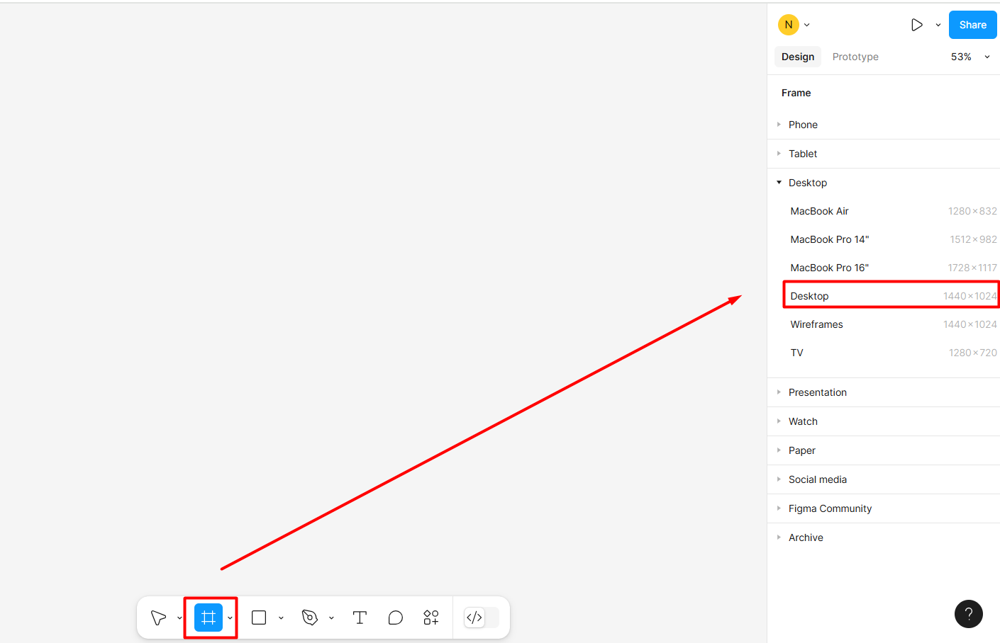 N
Share
Design Prototype 53%
Frame
Phone
Tablet
Desktop
MacBook Air 1280×832
MacBook Pro 14" 1512×982
MacBook Pro 16" 1728×1117
Desktop 1440×1024
Wireframes 1440×1024
TV 1280×720
Presentation
Watch
Paper
Social media
Figma Community
Archive
T </>
?